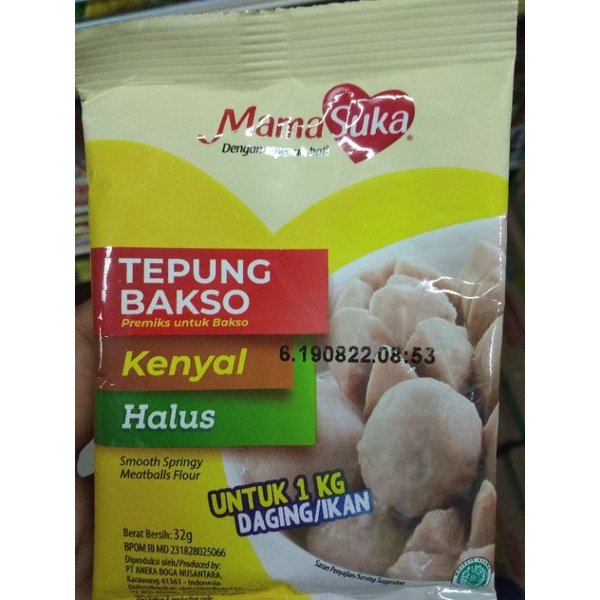 MamaSuka
Dengan
TEPUNG
BAKSO
Premiks untuk Bakso
Kenyal
6.190822.08:53
Halus
Smooth Springy
Meatballs Flour
UNTUK 1 KG
DAGING/IKAN
Berat Bersih: 32g
BPOM RI MD 231828025066
Diproduksi oleh/Produced by:
PT ANEKA BOGA NUSANTARA,
Karawang 41361 - Indonesia
Saran Penyajian/Serving Suggestion